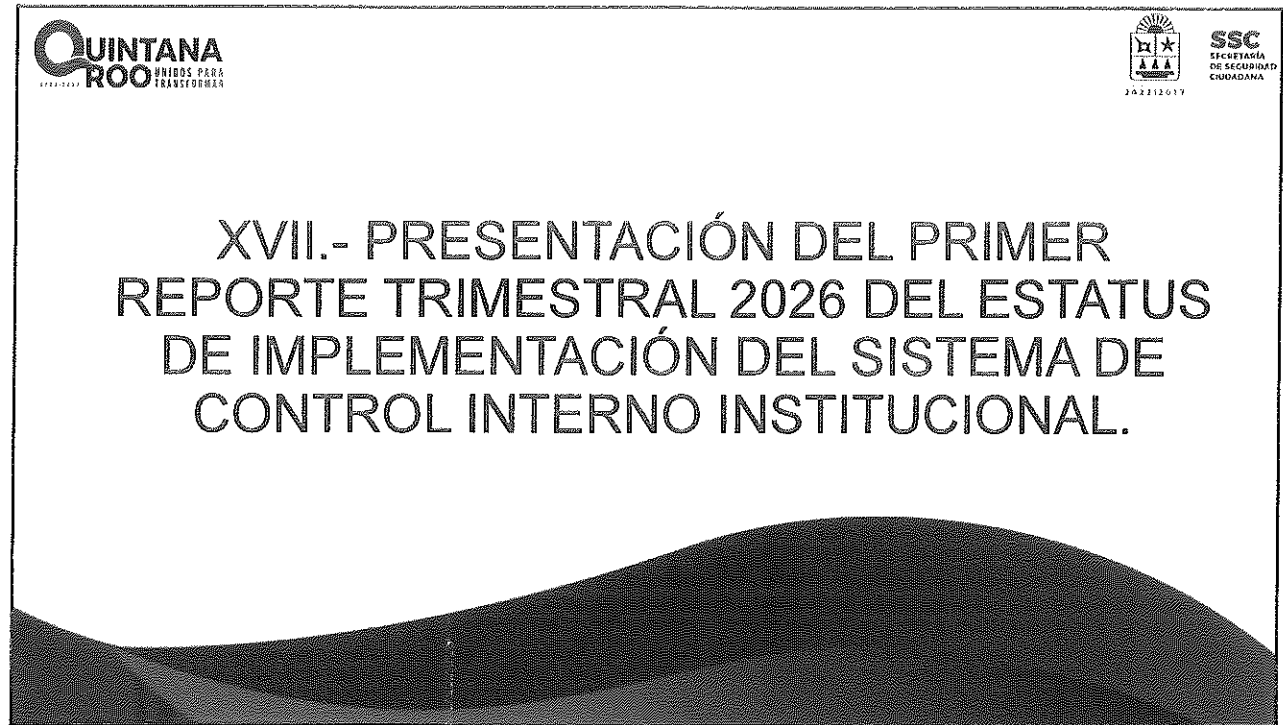 QUINTANA
ROO UNIDOS PARA
TRANSFORMAR
SSC
SECRETARÍA
DE SEGURIDAD
CIUDADANA
XVII.- PRESENTACIÓN DEL PRIMER
REPORTE TRIMESTRAL 2026 DEL ESTATUS
DE IMPLEMENTACIÓN DEL SISTEMA DE
CONTROL INTERNO INSTITUCIONAL.